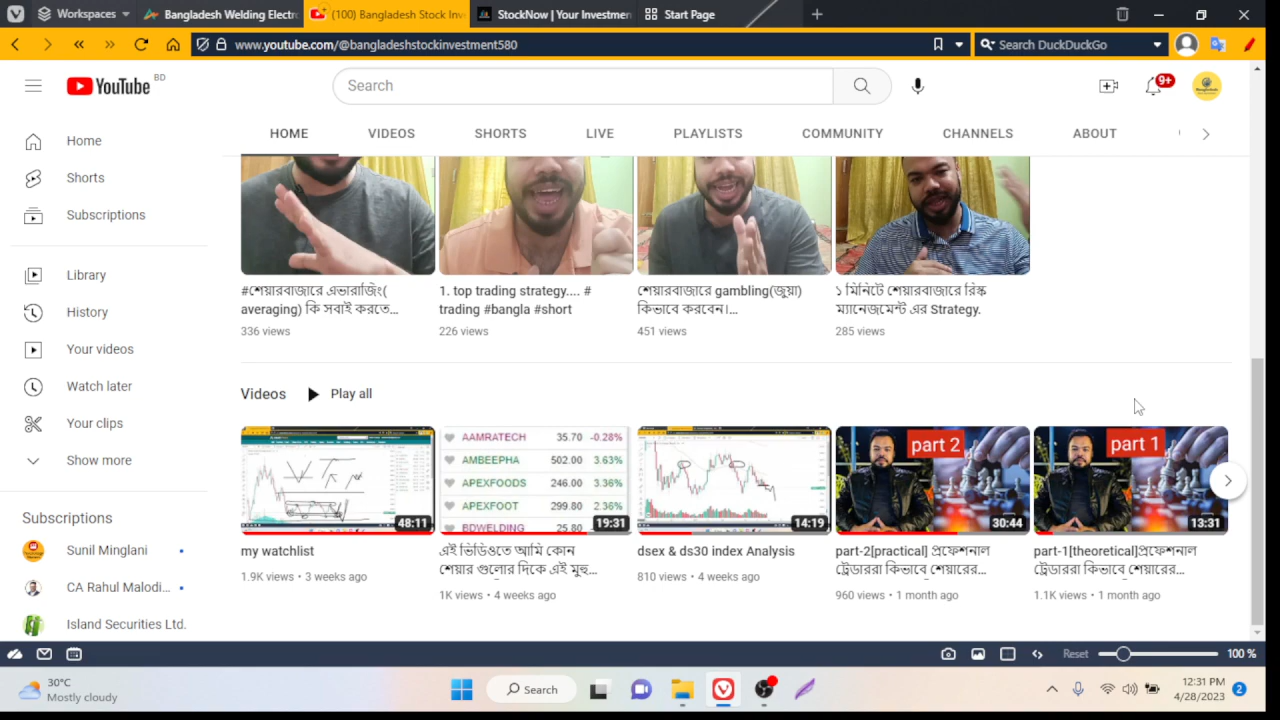 Workspaces
Bangladesh Welding Electr
(100) Bangladesh Stock Inv
StockNow | Your Investmen
Start Page
www.youtube.com/@bangladeshstockinvestment580
Search DuckDuckGo
YouTube BD
Search
9+
HOME VIDEOS SHORTS LIVE PLAYLISTS COMMUNITY CHANNELS ABOUT
Home
Shorts
Subscriptions
Library
History
Your videos
Watch later
Your clips
Show more
Subscriptions
Sunil Minglani
CA Rahul Malodi...
Island Securities Ltd.
#শেয়ারবাজারে এভারাজিং(
averaging) কি সবাই করতে...
336 views
1. top trading strategy.... #
trading #bangla #short
226 views
শেয়ারবাজারে gambling(জুয়া)
কিভাবে করবেন।...
451 views
১ মিনিটে শেয়ারবাজারে রিস্ক
ম্যানেজমেন্ট এর Strategy.
285 views
Videos
Play all
48:11
my watchlist
1.9K views • 3 weeks ago
AAMRATECH 35.70 -0.28%
AMBEEPHA 502.00 3.63%
APEXFOODS 246.00 3.36%
APEXFOOT 299.80 2.36%
BDWELDING 25.80
19:31
এই ভিডিওতে আমি কোন
শেয়ার গুলোর দিকে এই মুহু...
1K views • 4 weeks ago
14:19
dsex & ds30 index Analysis
810 views • 4 weeks ago
part 2
30:44
part-2[practical] প্রফেশনাল
ট্রেডাররা কিভাবে শেয়ারের...
960 views • 1 month ago
part 1
13:31
part-1[theoretical]প্রফেশনাল
ট্রেডাররা কিভাবে শেয়ারের...
1.1K views • 1 month ago
Reset
100 %
30°C
Mostly cloudy
Search
12:31 PM
4/28/2023
2